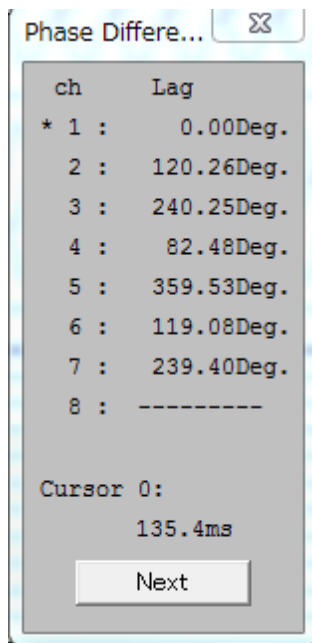 Phase Differe...
ch Lag
* 1 : 0.00Deg.
2 : 120.26Deg.
3 : 240.25Deg.
4 : 82.48Deg.
5 : 359.53Deg.
6 : 119.08Deg.
7 : 239.40Deg.
8 : ---------
Cursor 0:
135.4ms
Next